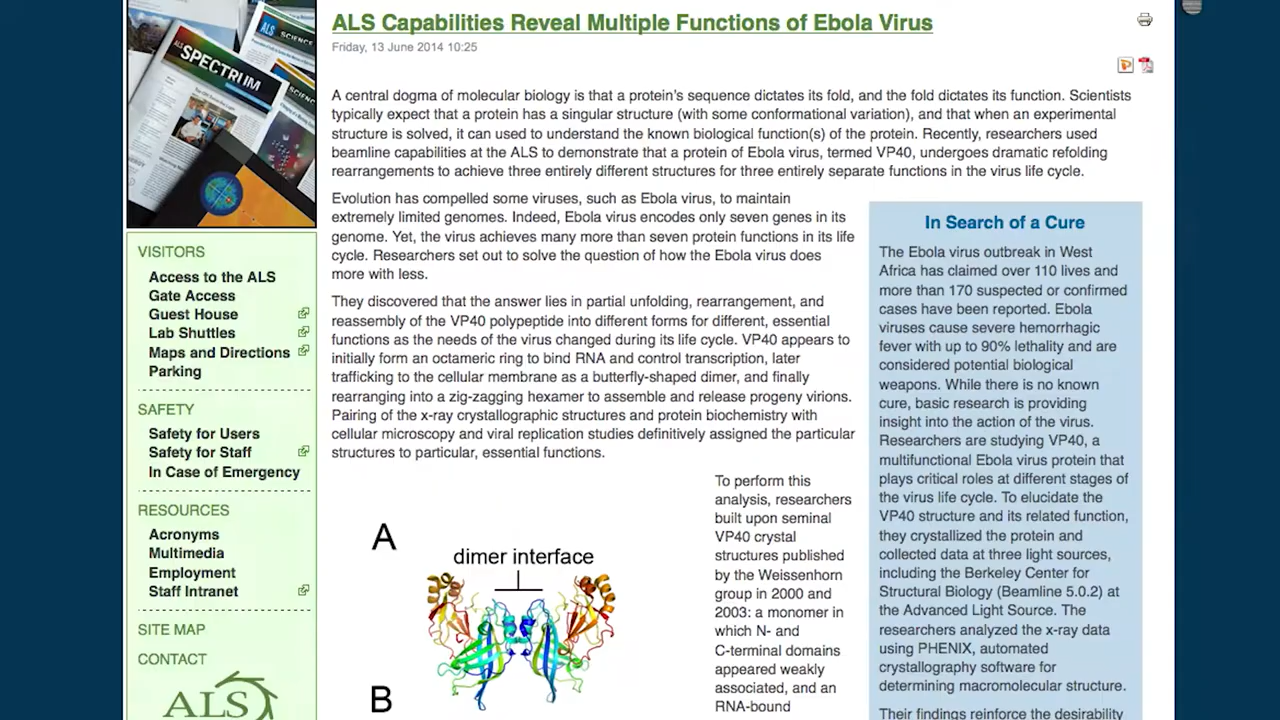 ALS Capabilities Reveal Multiple Functions of Ebola Virus
Friday, 13 June 2014 10:25
A central dogma of molecular biology is that a protein's sequence dictates its fold, and the fold dictates its function. Scientists
typically expect that a protein has a singular structure (with some conformational variation), and that when an experimental
structure is solved, it can used to understand the known biological function(s) of the protein. Recently, researchers used
beamline capabilities at the ALS to demonstrate that a protein of Ebola virus, termed VP40, undergoes dramatic refolding
rearrangements to achieve three entirely different structures for three entirely separate functions in the virus life cycle.
Evolution has compelled some viruses, such as Ebola virus, to maintain
extremely limited genomes. Indeed, Ebola virus encodes only seven genes in its
genome. Yet, the virus achieves many more than seven protein functions in its life
cycle. Researchers set out to solve the question of how the Ebola virus does
more with less.
They discovered that the answer lies in partial unfolding, rearrangement, and
reassembly of the VP40 polypeptide into different forms for different, essential
functions as the needs of the virus changed during its life cycle. VP40 appears to
initially form an octameric ring to bind RNA and control transcription, later
trafficking to the cellular membrane as a butterfly-shaped dimer, and finally
rearranging into a zig-zagging hexamer to assemble and release progeny virions.
Pairing of the x-ray crystallographic structures and protein biochemistry with
cellular microscopy and viral replication studies definitively assigned the particular
structures to particular, essential functions.
To perform this
analysis, researchers
built upon seminal
VP40 crystal
structures published
by the Weissenhorn
group in 2000 and
2003: a monomer in
which N- and
C-terminal domains
appeared weakly
associated, and an
RNA-bound
A
dimer interface
B
In Search of a Cure
The Ebola virus outbreak in West
Africa has claimed over 110 lives and
more than 170 suspected or confirmed
cases have been reported. Ebola
viruses cause severe hemorrhagic
fever with up to 90% lethality and are
considered potential biological
weapons. While there is no known
cure, basic research is providing
insight into the action of the virus.
Researchers are studying VP40, a
multifunctional Ebola virus protein that
plays critical roles at different stages of
the virus life cycle. To elucidate the
VP40 structure and its related function,
they crystallized the protein and
collected data at three light sources,
including the Berkeley Center for
Structural Biology (Beamline 5.0.2) at
the Advanced Light Source. The
researchers analyzed the x-ray data
using PHENIX, automated
crystallography software for
determining macromolecular structure.
Their findings reinforce the desirability
ALS
SPECTRUM
ALS
SCIENCE
VISITORS
Access to the ALS
Gate Access
Guest House
Lab Shuttles
Maps and Directions
Parking
SAFETY
Safety for Users
Safety for Staff
In Case of Emergency
RESOURCES
Acronyms
Multimedia
Employment
Staff Intranet
SITE MAP
CONTACT
ALS